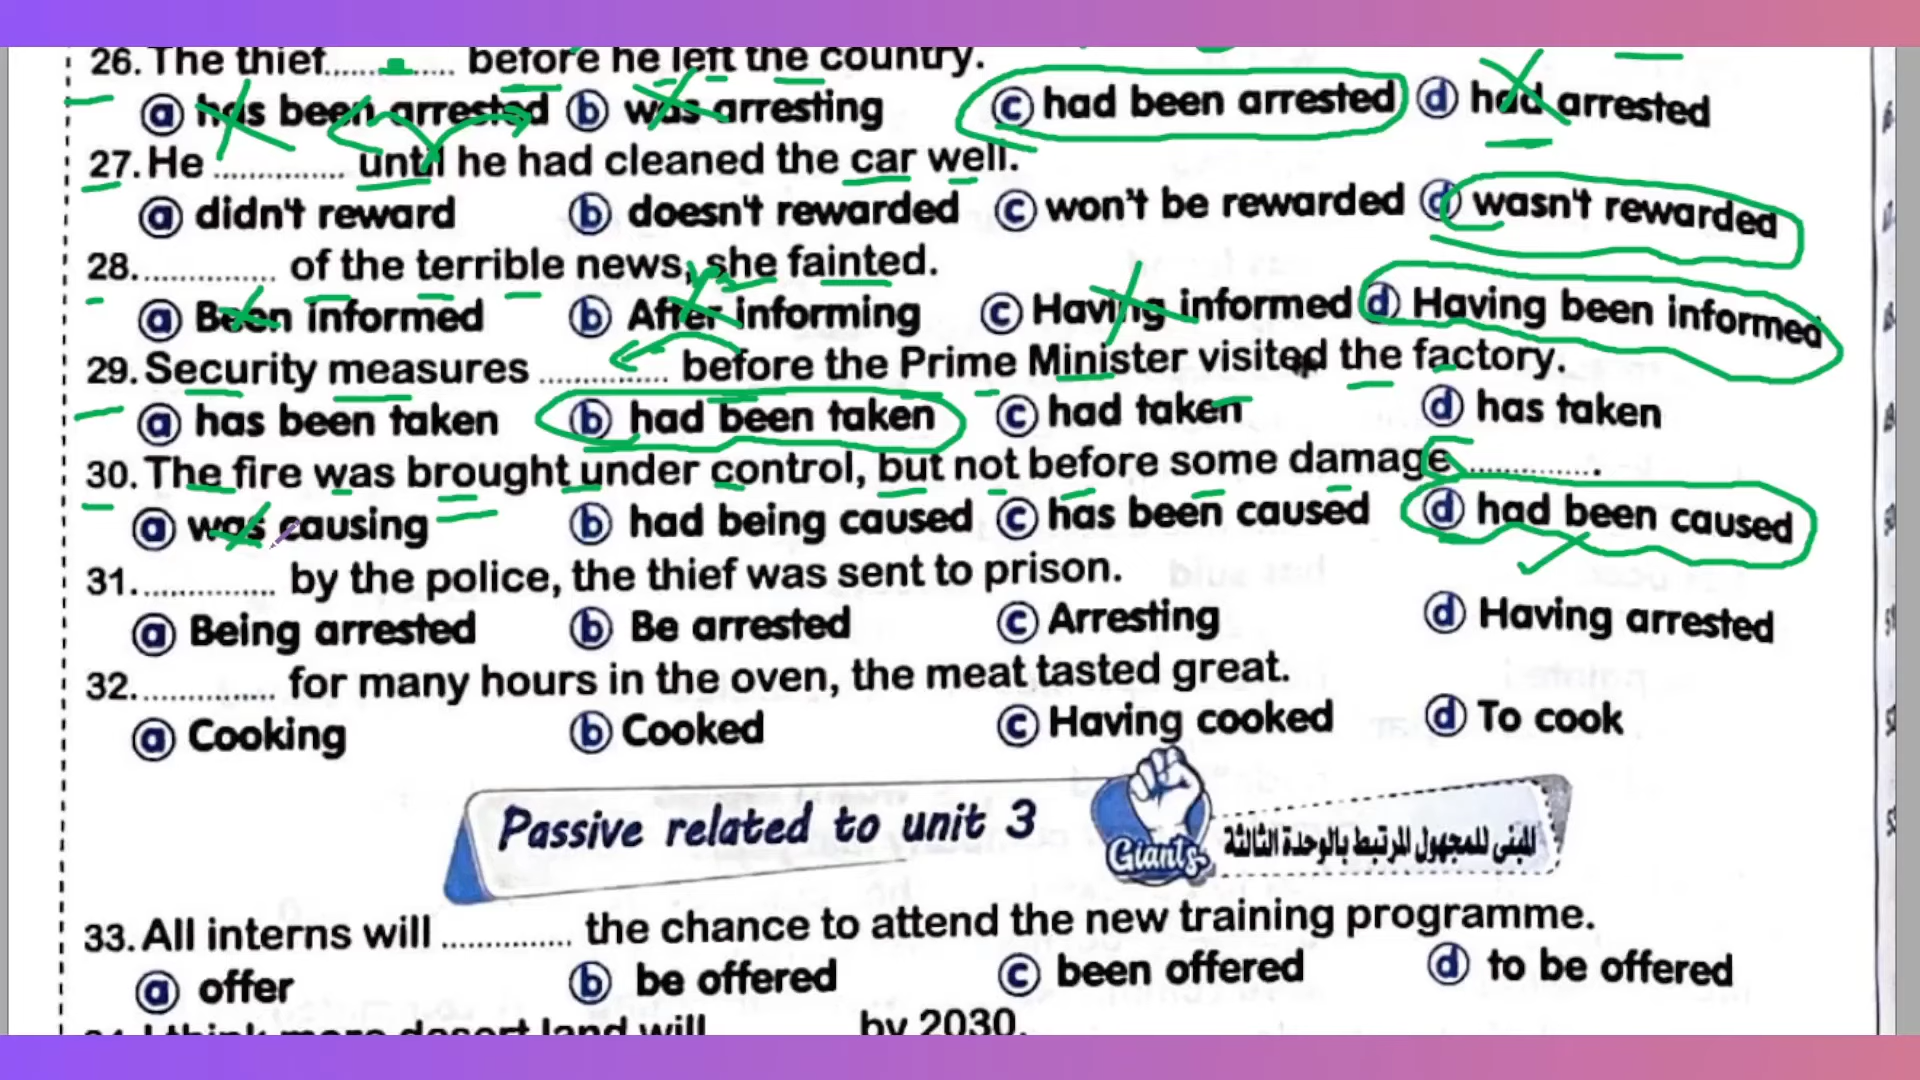 26. The thief.............. before he left the country.
a has been arrested b was arresting c had been arrested d had arrested
27. He .............. until he had cleaned the car well.
a didn't reward b doesn't rewarded c won't be rewarded d wasn't rewarded
28............... of the terrible news, she fainted.
a Been informed b After informing c Having informed d Having been informed
29. Security measures .............. before the Prime Minister visited the factory.
a has been taken b had been taken c had taken d has taken
30. The fire was brought under control, but not before some damage ..............
a was causing b had being caused c has been caused d had been caused
31............... by the police, the thief was sent to prison.
a Being arrested b Be arrested c Arresting d Having arrested
32............... for many hours in the oven, the meat tasted great.
a Cooking b Cooked c Having cooked d To cook
Passive related to unit 3 Giants المبنى للمجهول المرتبط بالوحدة الثالثة
33. All interns will .............. the chance to attend the new training programme.
a offer b be offered c been offered d to be offered
I think more desert land will by 2030.